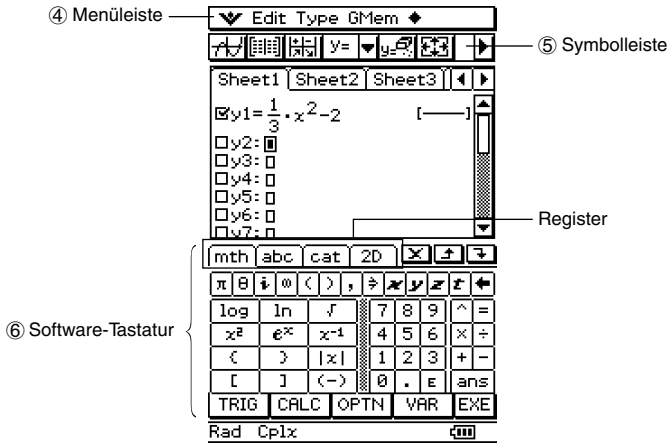 ④ Menüleiste
Edit Type GMem ◆
y= ▼ y=
⑤ Symbolleiste
Sheet1 Sheet2 Sheet3
y1=1/3·x²-2 [—]
y2:
y3:
y4:
y5:
y6:
y7:
Register
⑥ Software-Tastatur
mth abc cat 2D
π θ i ∞ ( ) , ⇒ x y z t ←
log ln √ 7 8 9 ^ =
x² eˣ x⁻¹ 4 5 6 × ÷
( ) |x| 1 2 3 + −
[ ] (−) 0 . E ans
TRIG CALC OPTN VAR EXE
Rad Cplx